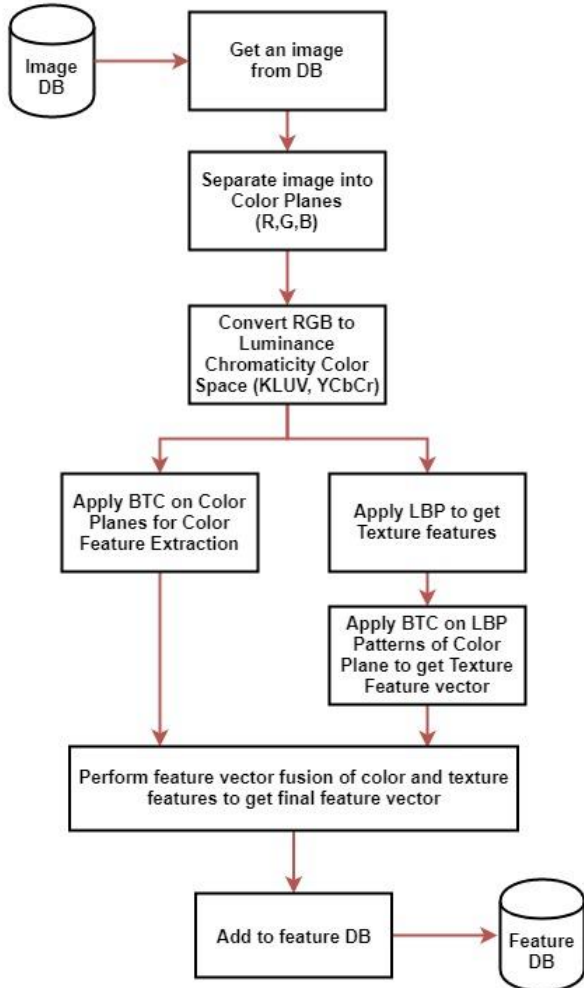 Image
DB
Get an image
from DB
Separate image into
Color Planes
(R,G,B)
Convert RGB to
Luminance
Chromaticity Color
Space (KLUV, YCbCr)
Apply BTC on Color
Planes for Color
Feature Extraction
Apply LBP to get
Texture features
Apply BTC on LBP
Patterns of Color
Plane to get Texture
Feature vector
Perform feature vector fusion of color and texture
features to get final feature vector
Add to feature DB
Feature
DB